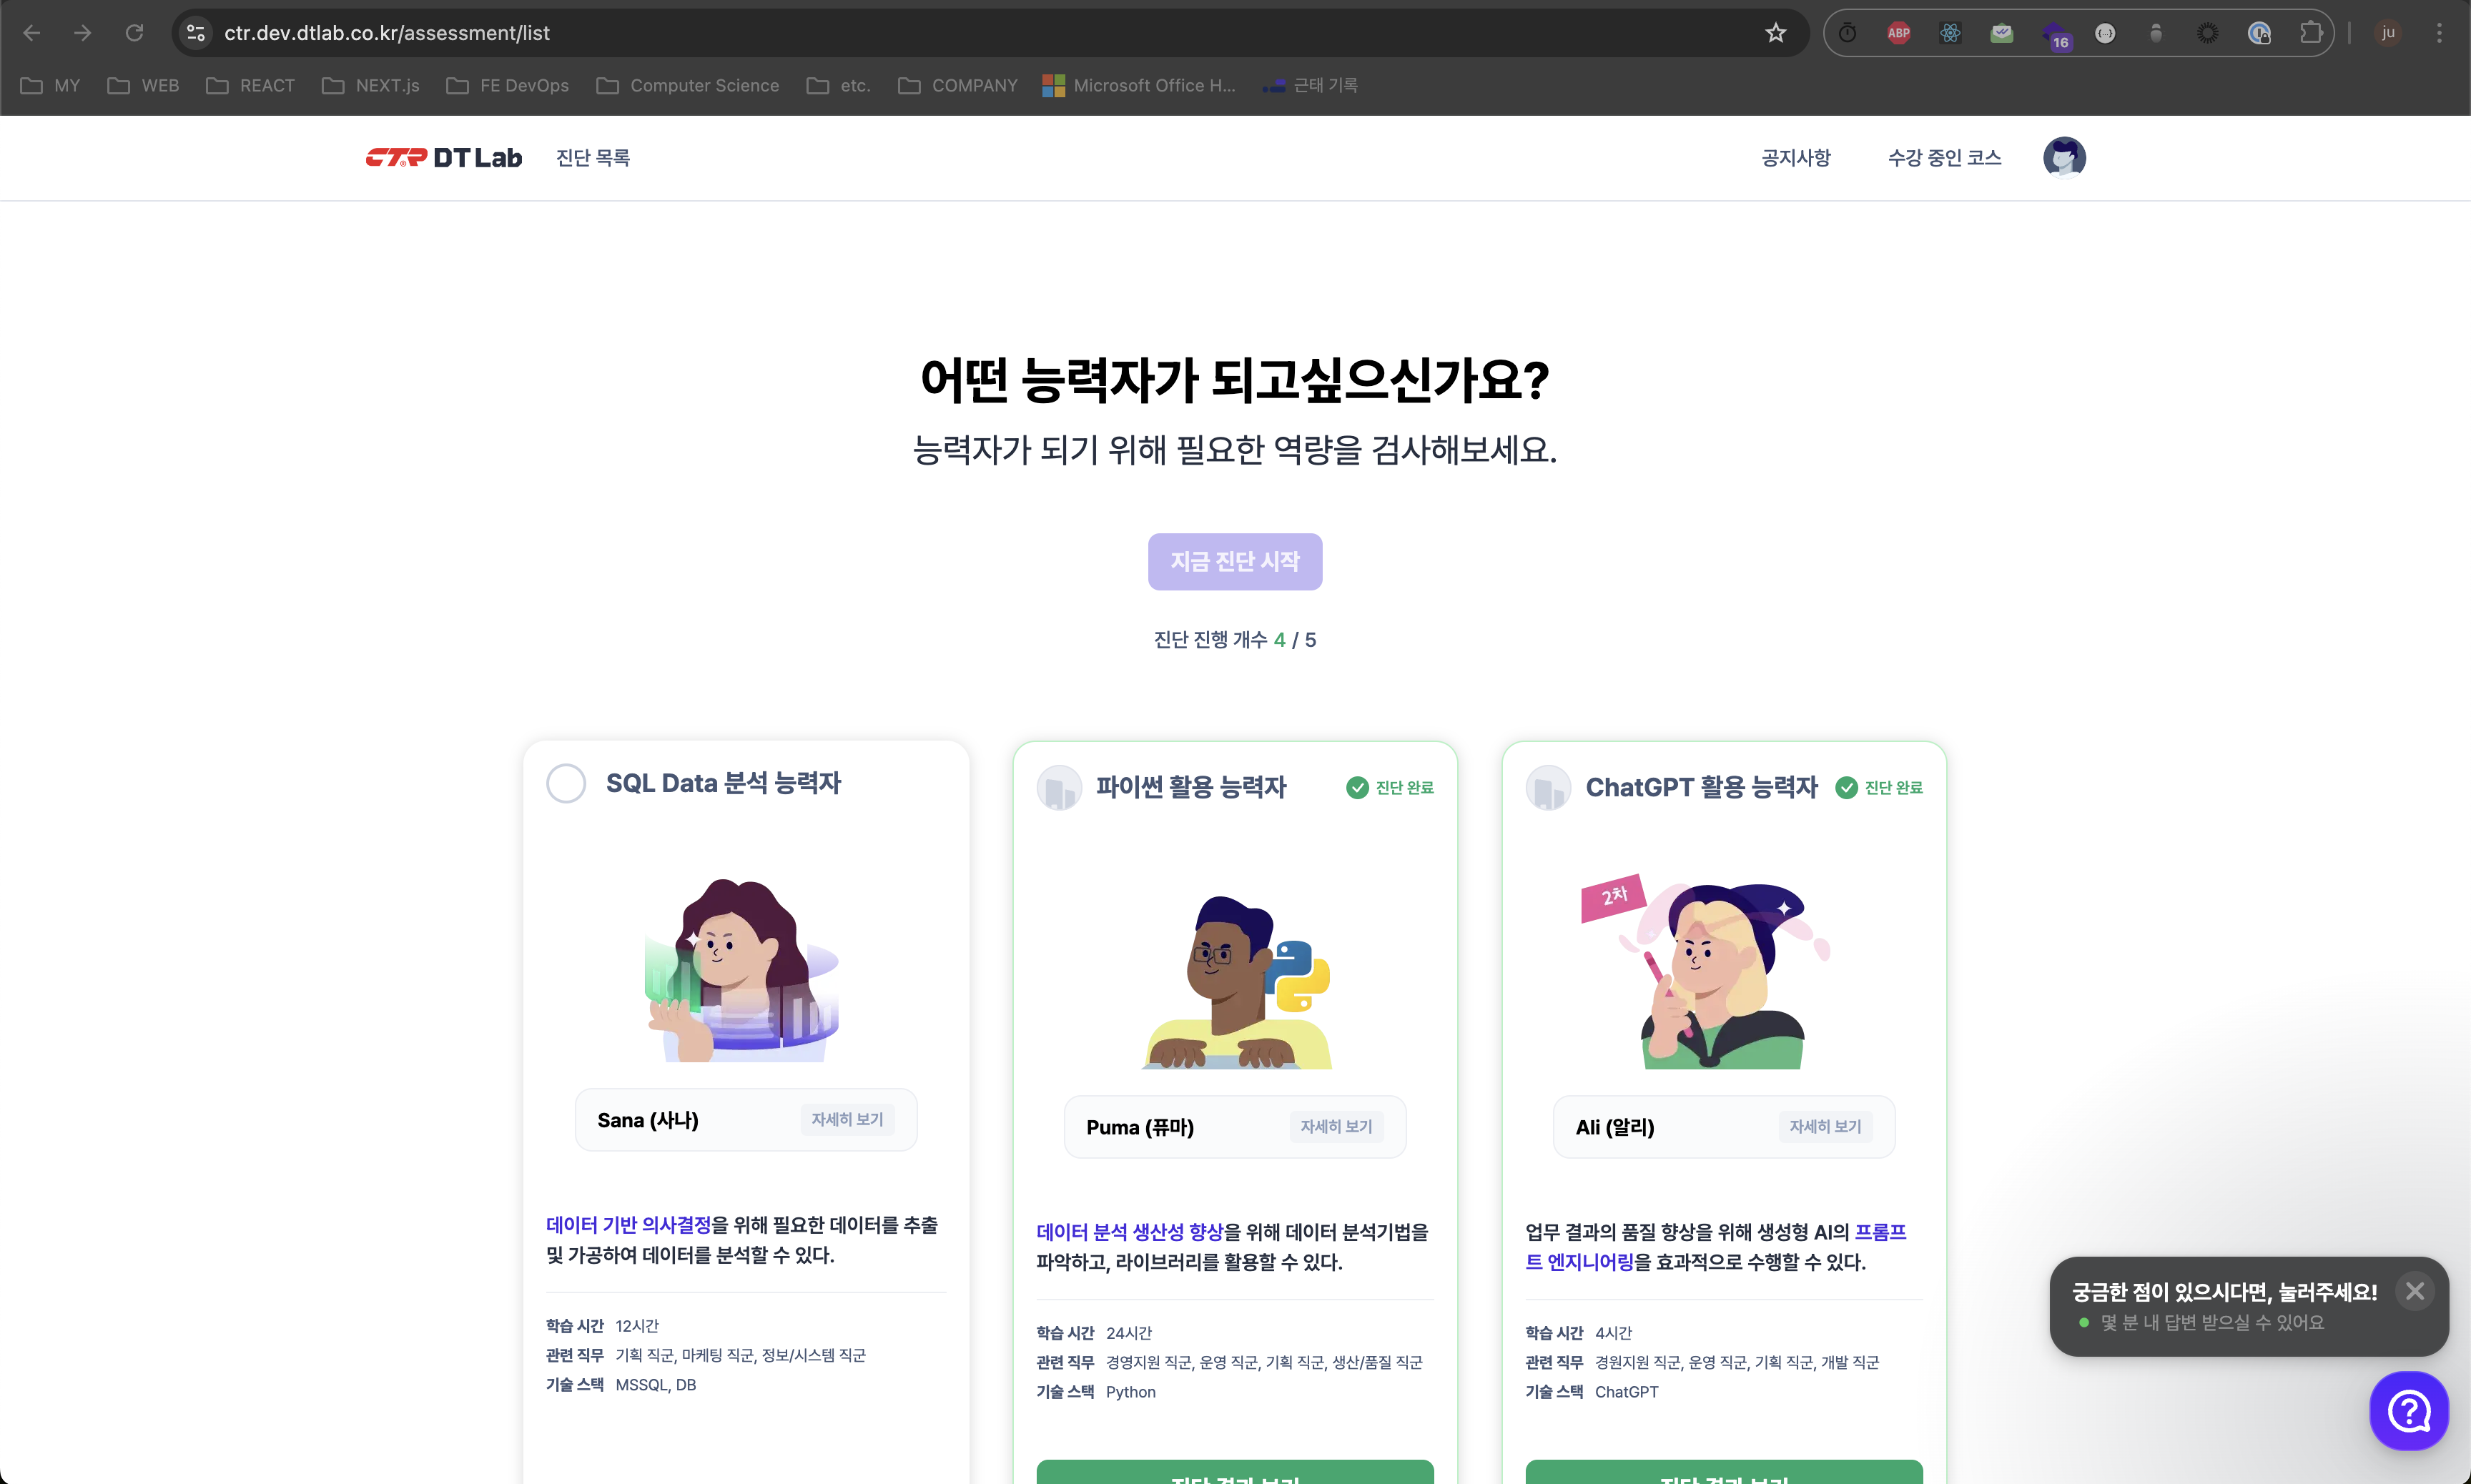 ctr.dev.dtlab.co.kr/assessment/list
ABP
16
ju
MY
WEB
REACT
NEXT.js
FE DevOps
Computer Science
etc.
COMPANY
Microsoft Office H...
근태 기록
CTR DT Lab
진단 목록
공지사항
수강 중인 코스
어떤 능력자가 되고싶으신가요?
능력자가 되기 위해 필요한 역량을 검사해보세요.
지금 진단 시작
진단 진행 개수 4 / 5
SQL Data 분석 능력자
Sana (사나)
자세히 보기
데이터 기반 의사결정을 위해 필요한 데이터를 추출
및 가공하여 데이터를 분석할 수 있다.
학습 시간 12시간
관련 직무 기획 직군, 마케팅 직군, 정보/시스템 직군
기술 스택 MSSQL, DB
파이썬 활용 능력자
진단 완료
Puma (퓨마)
자세히 보기
데이터 분석 생산성 향상을 위해 데이터 분석기법을
파악하고, 라이브러리를 활용할 수 있다.
학습 시간 24시간
관련 직무 경영지원 직군, 운영 직군, 기획 직군, 생산/품질 직군
기술 스택 Python
진단 결과 보기
ChatGPT 활용 능력자
진단 완료
2차
Ali (알리)
자세히 보기
업무 결과의 품질 향상을 위해 생성형 AI의 프롬프
트 엔지니어링을 효과적으로 수행할 수 있다.
학습 시간 4시간
관련 직무 경원지원 직군, 운영 직군, 기획 직군, 개발 직군
기술 스택 ChatGPT
진단 결과 보기
궁금한 점이 있으시다면, 눌러주세요!
몇 분 내 답변 받으실 수 있어요